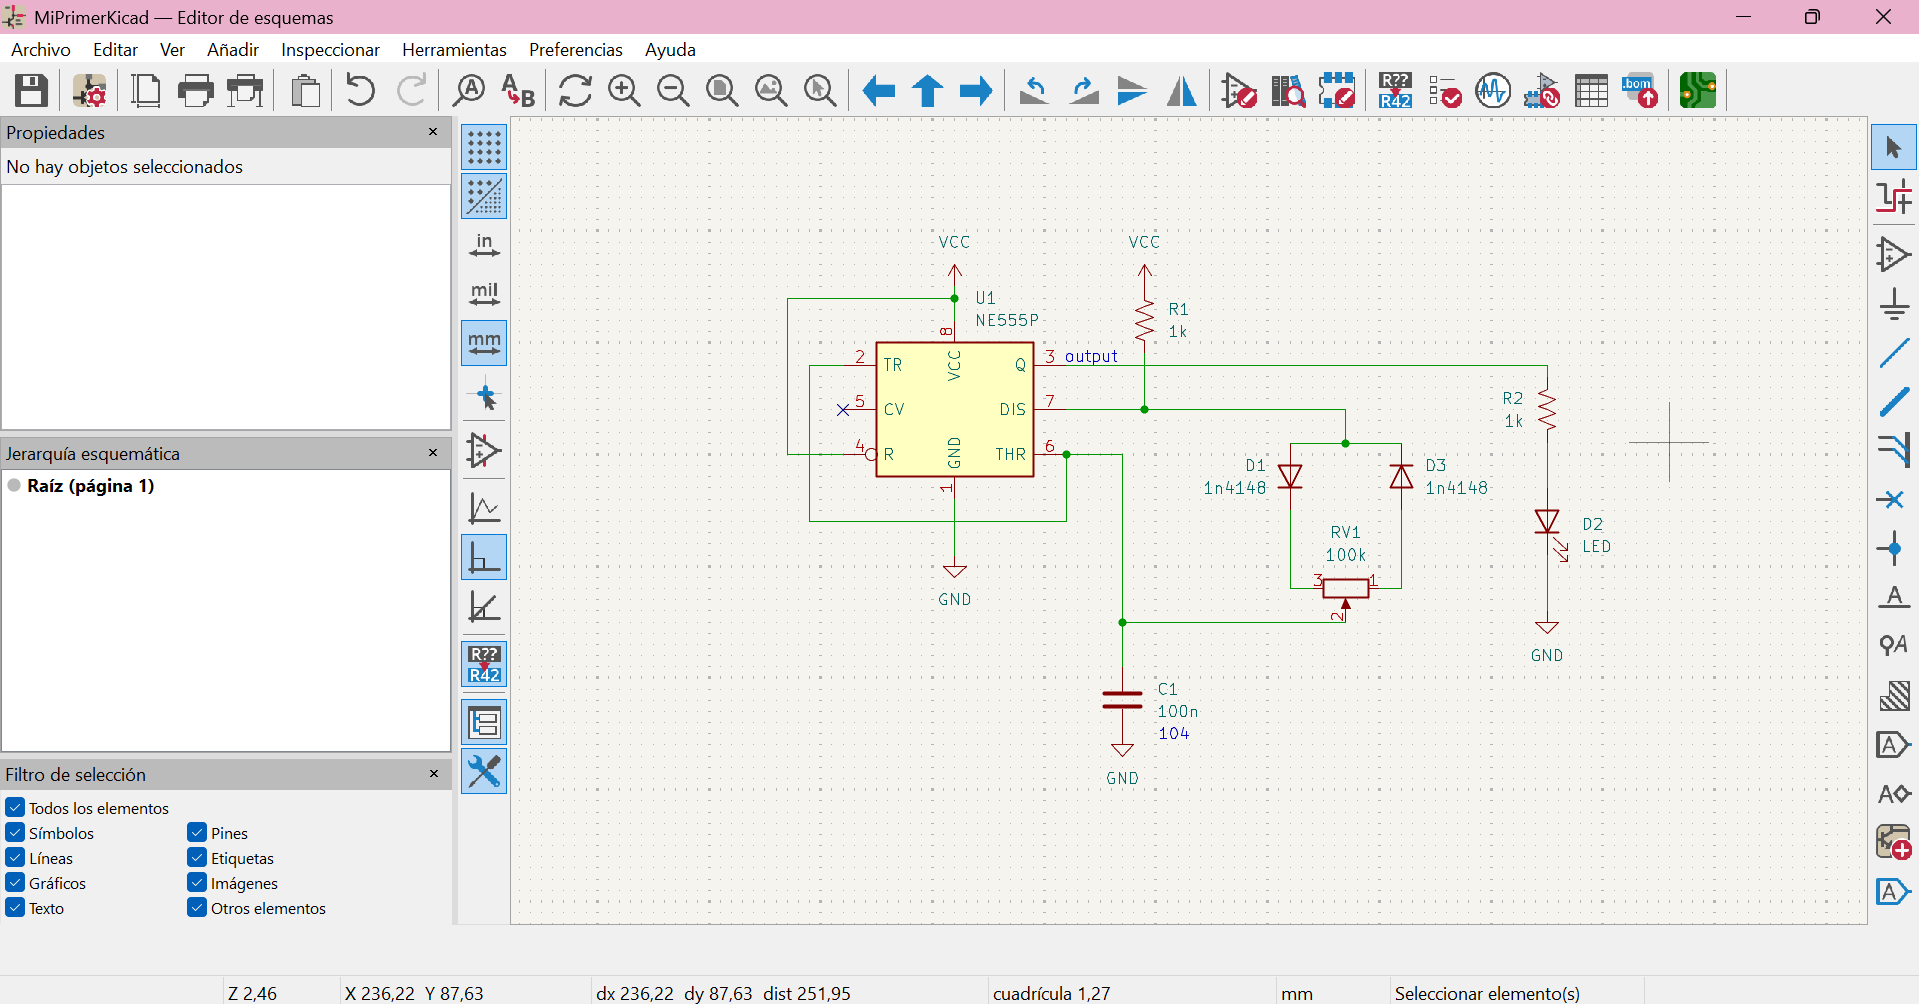 MiPrimerKicad — Editor de esquemas
Archivo Editar Ver Añadir Inspeccionar Herramientas Preferencias Ayuda
A
A B
R??
R42
.bom
Propiedades
No hay objetos seleccionados
Jerarquía esquemática
Raíz (página 1)
Filtro de selección
Todos los elementos
Símbolos Pines
Líneas Etiquetas
Gráficos Imágenes
Texto Otros elementos
in
mil
mm
R??
R42
VCC
VCC
U1
NE555P
R1
1k
8
2 TR VCC Q 3 output
5 CV DIS 7
4 R GND THR 6
1
GND
R2
1k
D1
1n4148
D3
1n4148
RV1
100k
3 1
2
D2
LED
GND
C1
100n
104
GND
A
A
A
A
A
Z 2,46 X 236,22 Y 87,63 dx 236,22 dy 87,63 dist 251,95 cuadrícula 1,27 mm Seleccionar elemento(s)